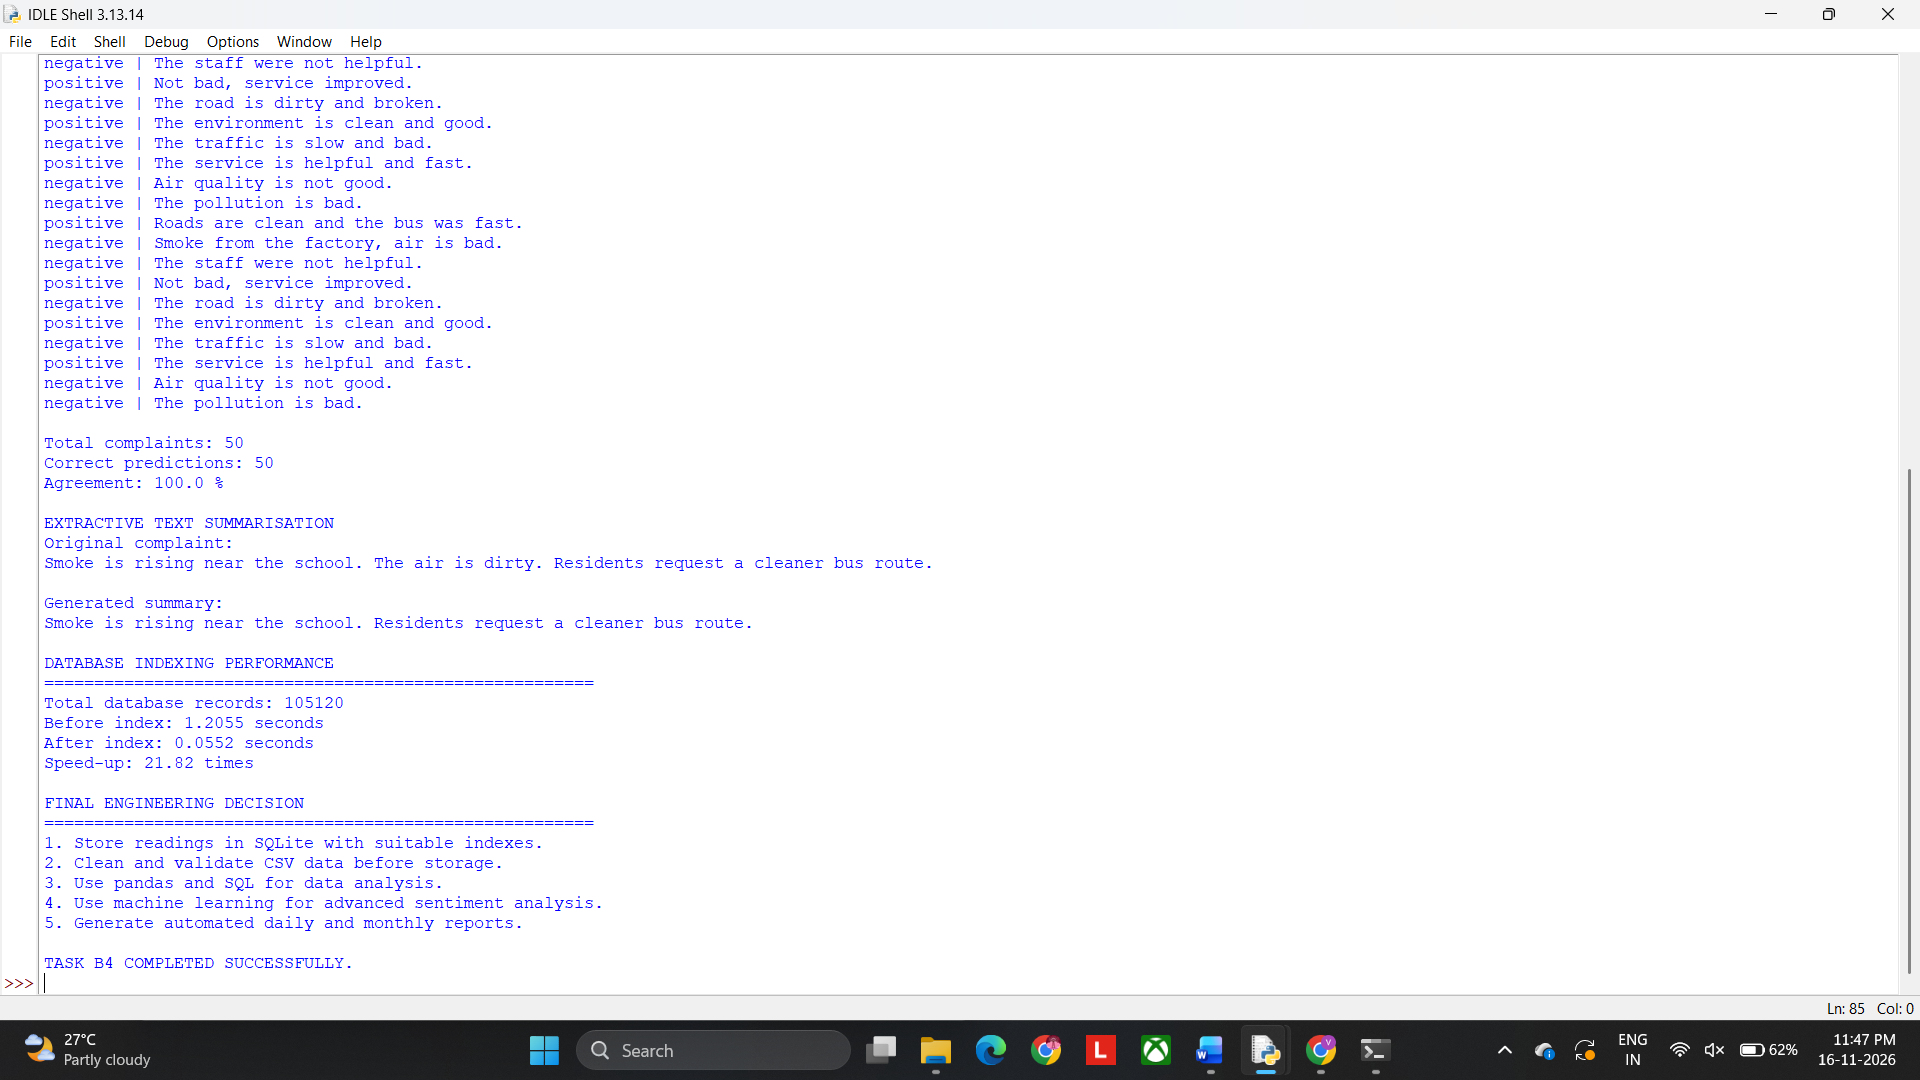 IDLE Shell 3.13.14
File Edit Shell Debug Options Window Help
negative | The staff were not helpful.
positive | Not bad, service improved.
negative | The road is dirty and broken.
positive | The environment is clean and good.
negative | The traffic is slow and bad.
positive | The service is helpful and fast.
negative | Air quality is not good.
negative | The pollution is bad.
positive | Roads are clean and the bus was fast.
negative | Smoke from the factory, air is bad.
negative | The staff were not helpful.
positive | Not bad, service improved.
negative | The road is dirty and broken.
positive | The environment is clean and good.
negative | The traffic is slow and bad.
positive | The service is helpful and fast.
negative | Air quality is not good.
negative | The pollution is bad.
Total complaints: 50
Correct predictions: 50
Agreement: 100.0 %
EXTRACTIVE TEXT SUMMARISATION
Original complaint:
Smoke is rising near the school. The air is dirty. Residents request a cleaner bus route.
Generated summary:
Smoke is rising near the school. Residents request a cleaner bus route.
DATABASE INDEXING PERFORMANCE
=======================================================
Total database records: 105120
Before index: 1.2055 seconds
After index: 0.0552 seconds
Speed-up: 21.82 times
FINAL ENGINEERING DECISION
=======================================================
1. Store readings in SQLite with suitable indexes.
2. Clean and validate CSV data before storage.
3. Use pandas and SQL for data analysis.
4. Use machine learning for advanced sentiment analysis.
5. Generate automated daily and monthly reports.
TASK B4 COMPLETED SUCCESSFULLY.
>>>
Ln: 85 Col: 0
27°C
Partly cloudy
Search
L
W
V
ENG
IN
62%
11:47 PM
16-11-2026